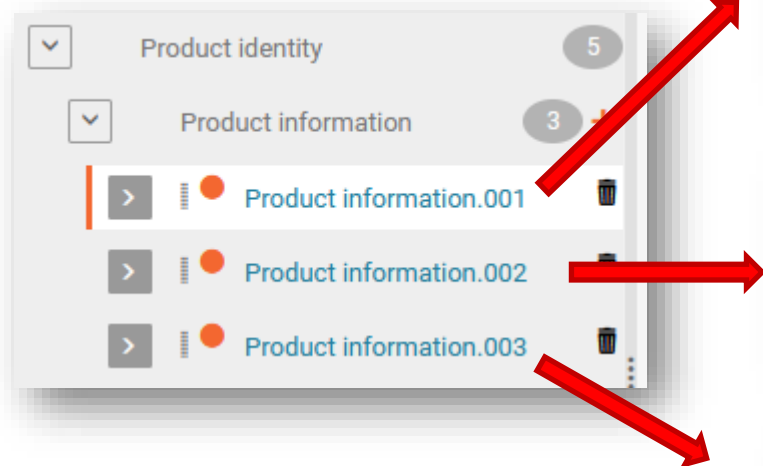 Product identity 5
Product information 3
Product information.001
Product information.002
Product information.003